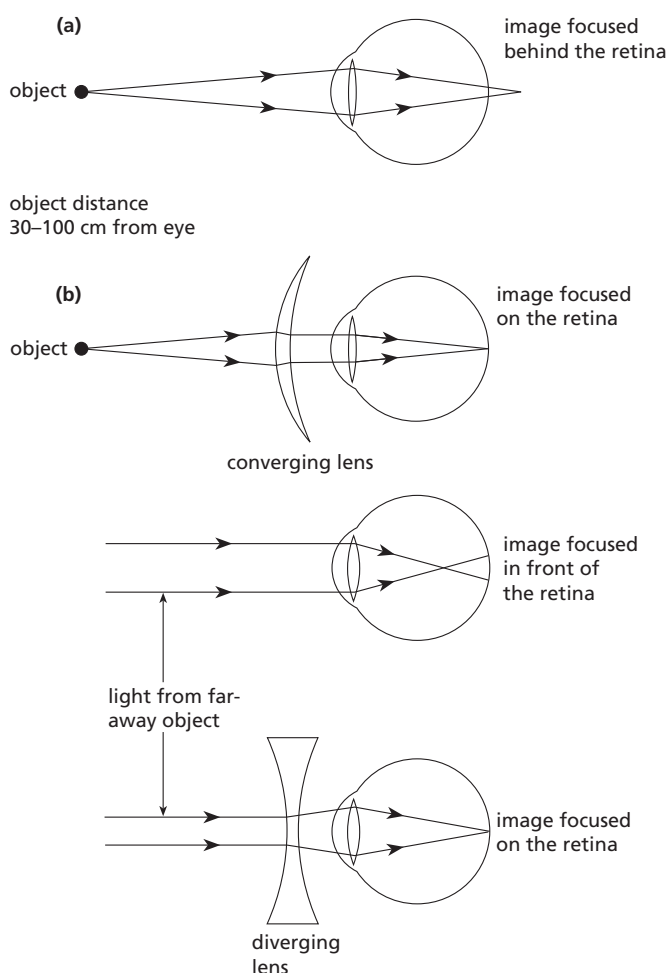 (a)
image focused
behind the retina
object
object distance
30–100 cm from eye
(b)
image focused
on the retina
object
converging lens
image focused
in front of
the retina
light from far-
away object
image focused
on the retina
diverging
lens